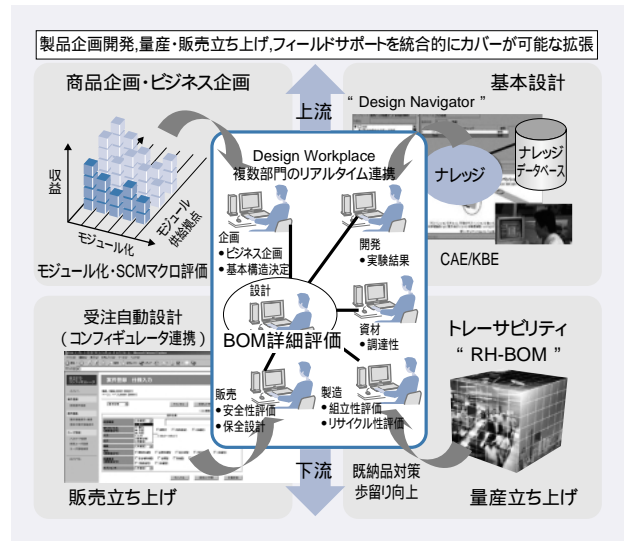 製品企画開発,量産・販売立ち上げ,フィールドサポートを統合的にカバーが可能な拡張
商品企画・ビジネス企画
収益
モジュール化
モジュール
供給拠点
モジュール化・SCMマクロ評価
上流
基本設計
“ Design Navigator ”
ナレッジ
ナレッジ
データベース
CAE/KBE
Design Workplace
複数部門のリアルタイム連携
企画
●ビジネス企画
●基本構造決定
開発
●実験結果
設計
BOM詳細評価
資材
●調達性
販売
●安全性評価
●保全設計
製造
●組立性評価
●リサイクル性評価
受注自動設計
(コンフィギュレータ連携)
案件登録 仕様入力
販売立ち上げ
下流
トレーサビリティ
“ RH-BOM ”
既納品対策
歩留り向上
量産立ち上げ